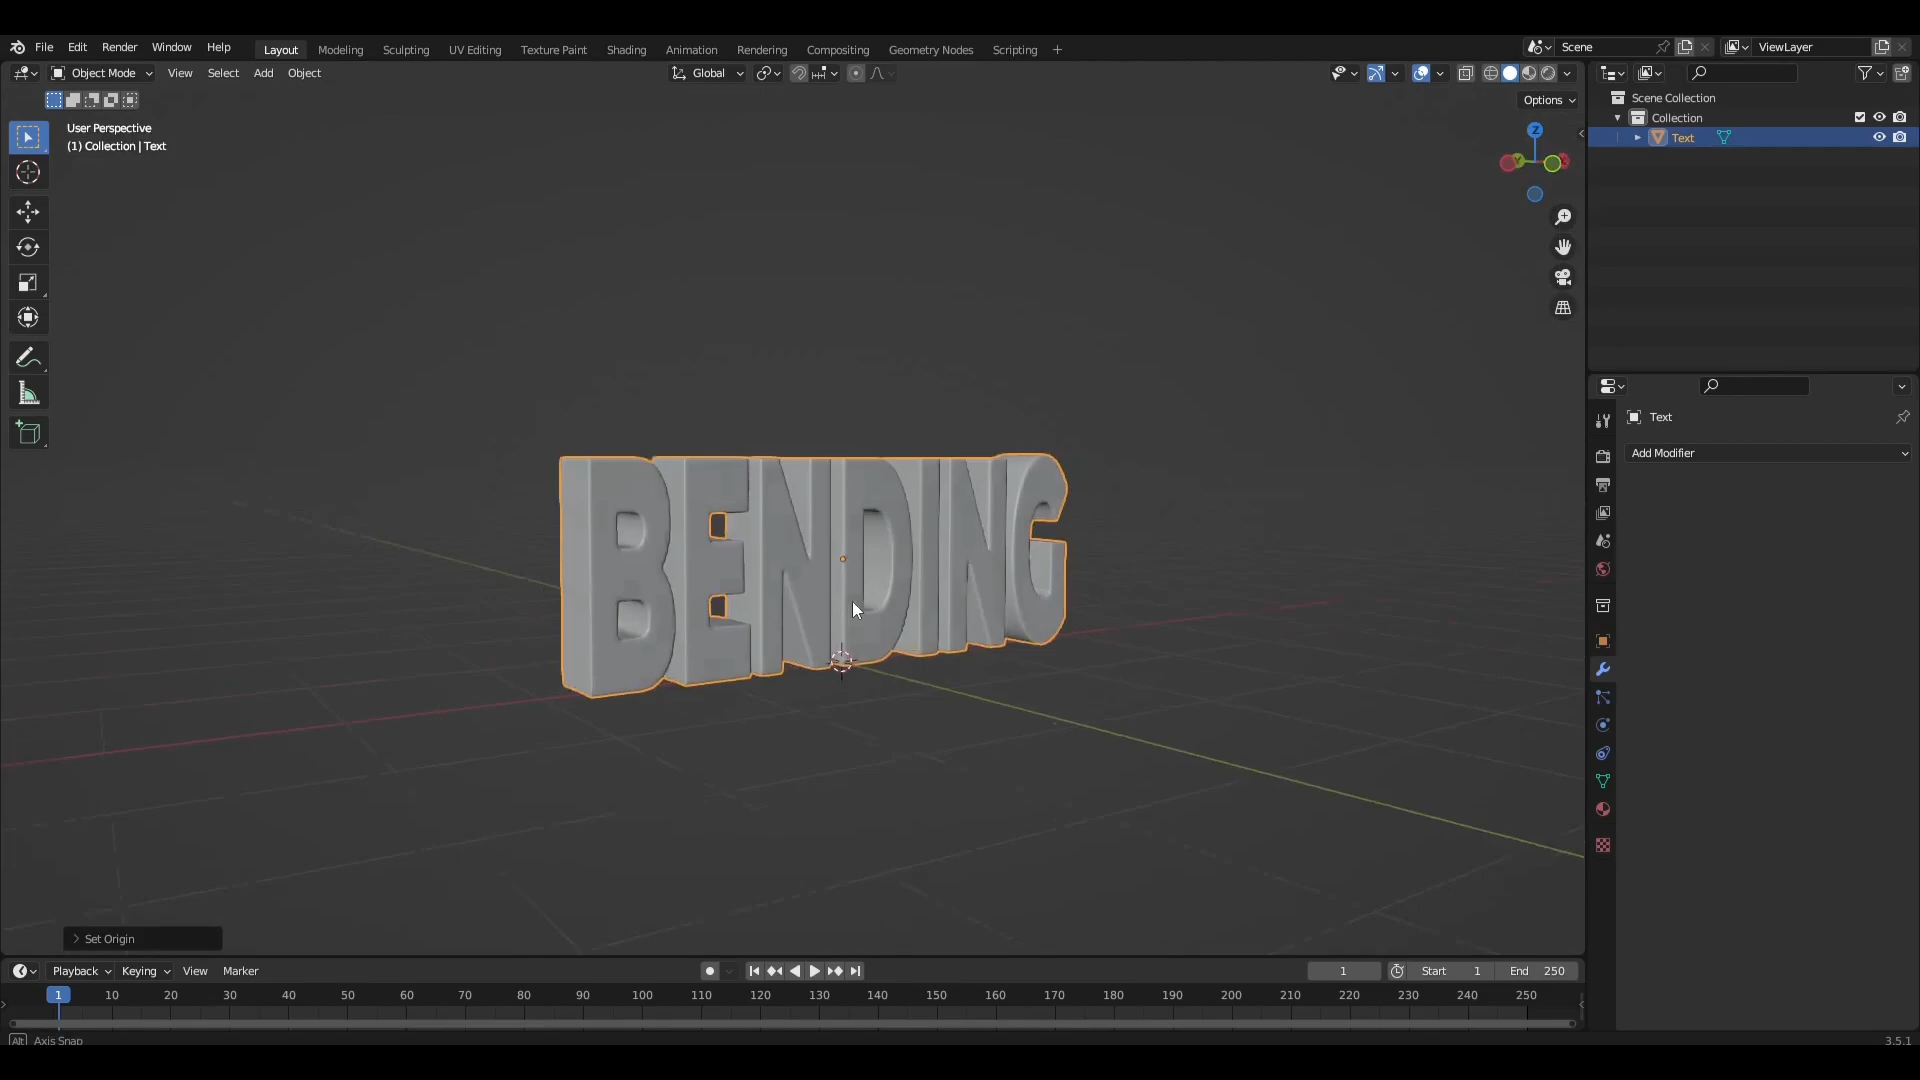 File Edit Render Window Help
Layout Modeling Sculpting UV Editing Texture Paint Shading Animation Rendering Compositing Geometry Nodes Scripting +
Scene
ViewLayer
Object Mode View Select Add Object
Global
Options
User Perspective
(1) Collection | Text
Z
Scene Collection
Collection
Text
Text
Add Modifier
BENDING
Set Origin
Playback Keying View Marker
1 Start 1 End 250
1 10 20 30 40 50 60 70 80 90 100 110 120 130 140 150 160 170 180 190 200 210 220 230 240 250
Alt Axis Snap
3.5.1